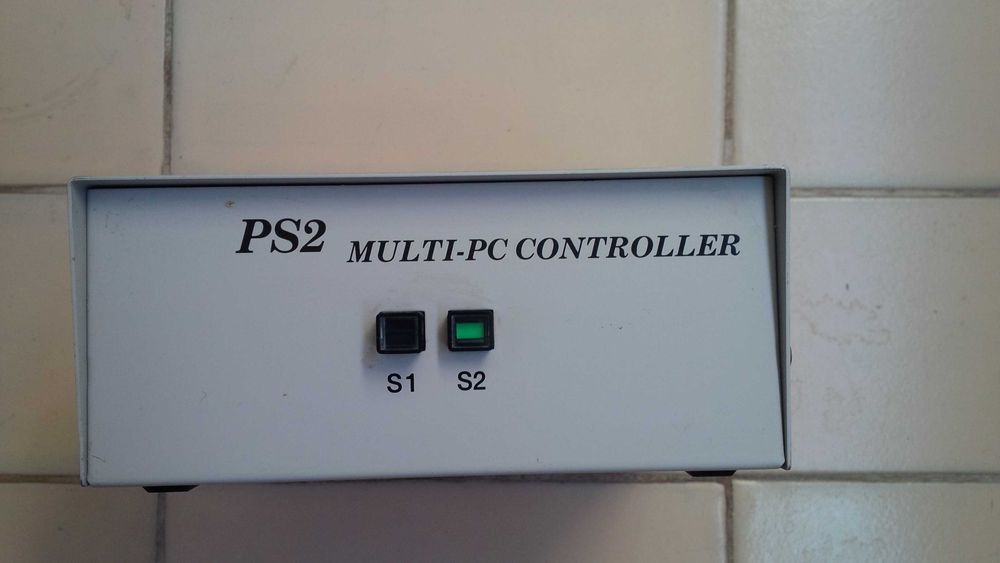 PS2 MULTI-PC CONTROLLER
S1 S2